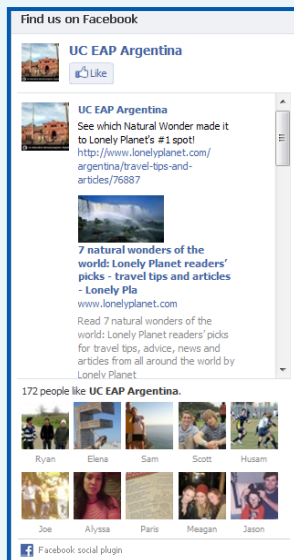 Find us on Facebook
UC EAP Argentina
Like
UC EAP Argentina
See which Natural Wonder made it
to Lonely Planet's #1 spot!
http://www.lonelyplanet.com/
argentina/travel-tips-and-
articles/76887
7 natural wonders of the
world: Lonely Planet readers'
picks - travel tips and articles
- Lonely Pla
www.lonelyplanet.com
Read 7 natural wonders of the
world: Lonely Planet readers' picks
for travel tips, advice, news and
articles from all around the world by
Lonely Planet
172 people like UC EAP Argentina.
Ryan Elena Sam Scott Husam
Joe Alyssa Paris Meagan Jason
Facebook social plugin